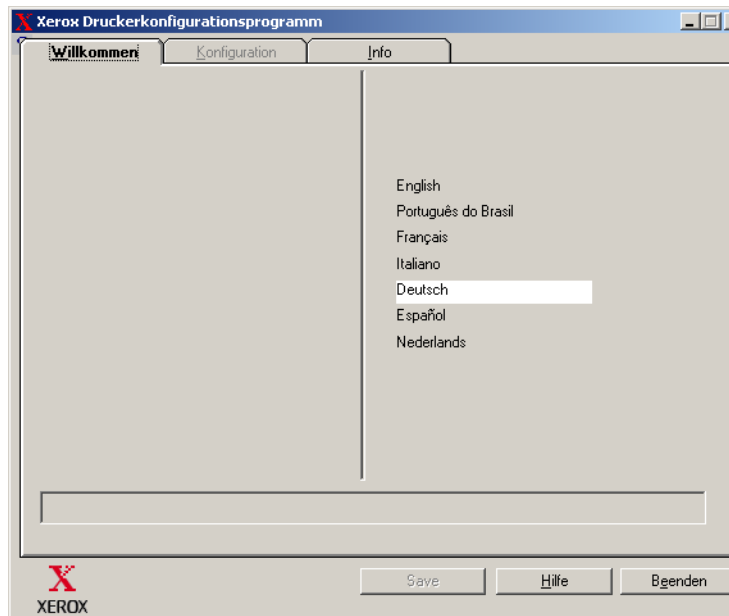 Xerox Druckerkonfigurationsprogramm
Willkommen
Konfiguration
Info
English
Português do Brasil
Français
Italiano
Deutsch
Español
Nederlands
Save
Hilfe
Beenden
X
XEROX